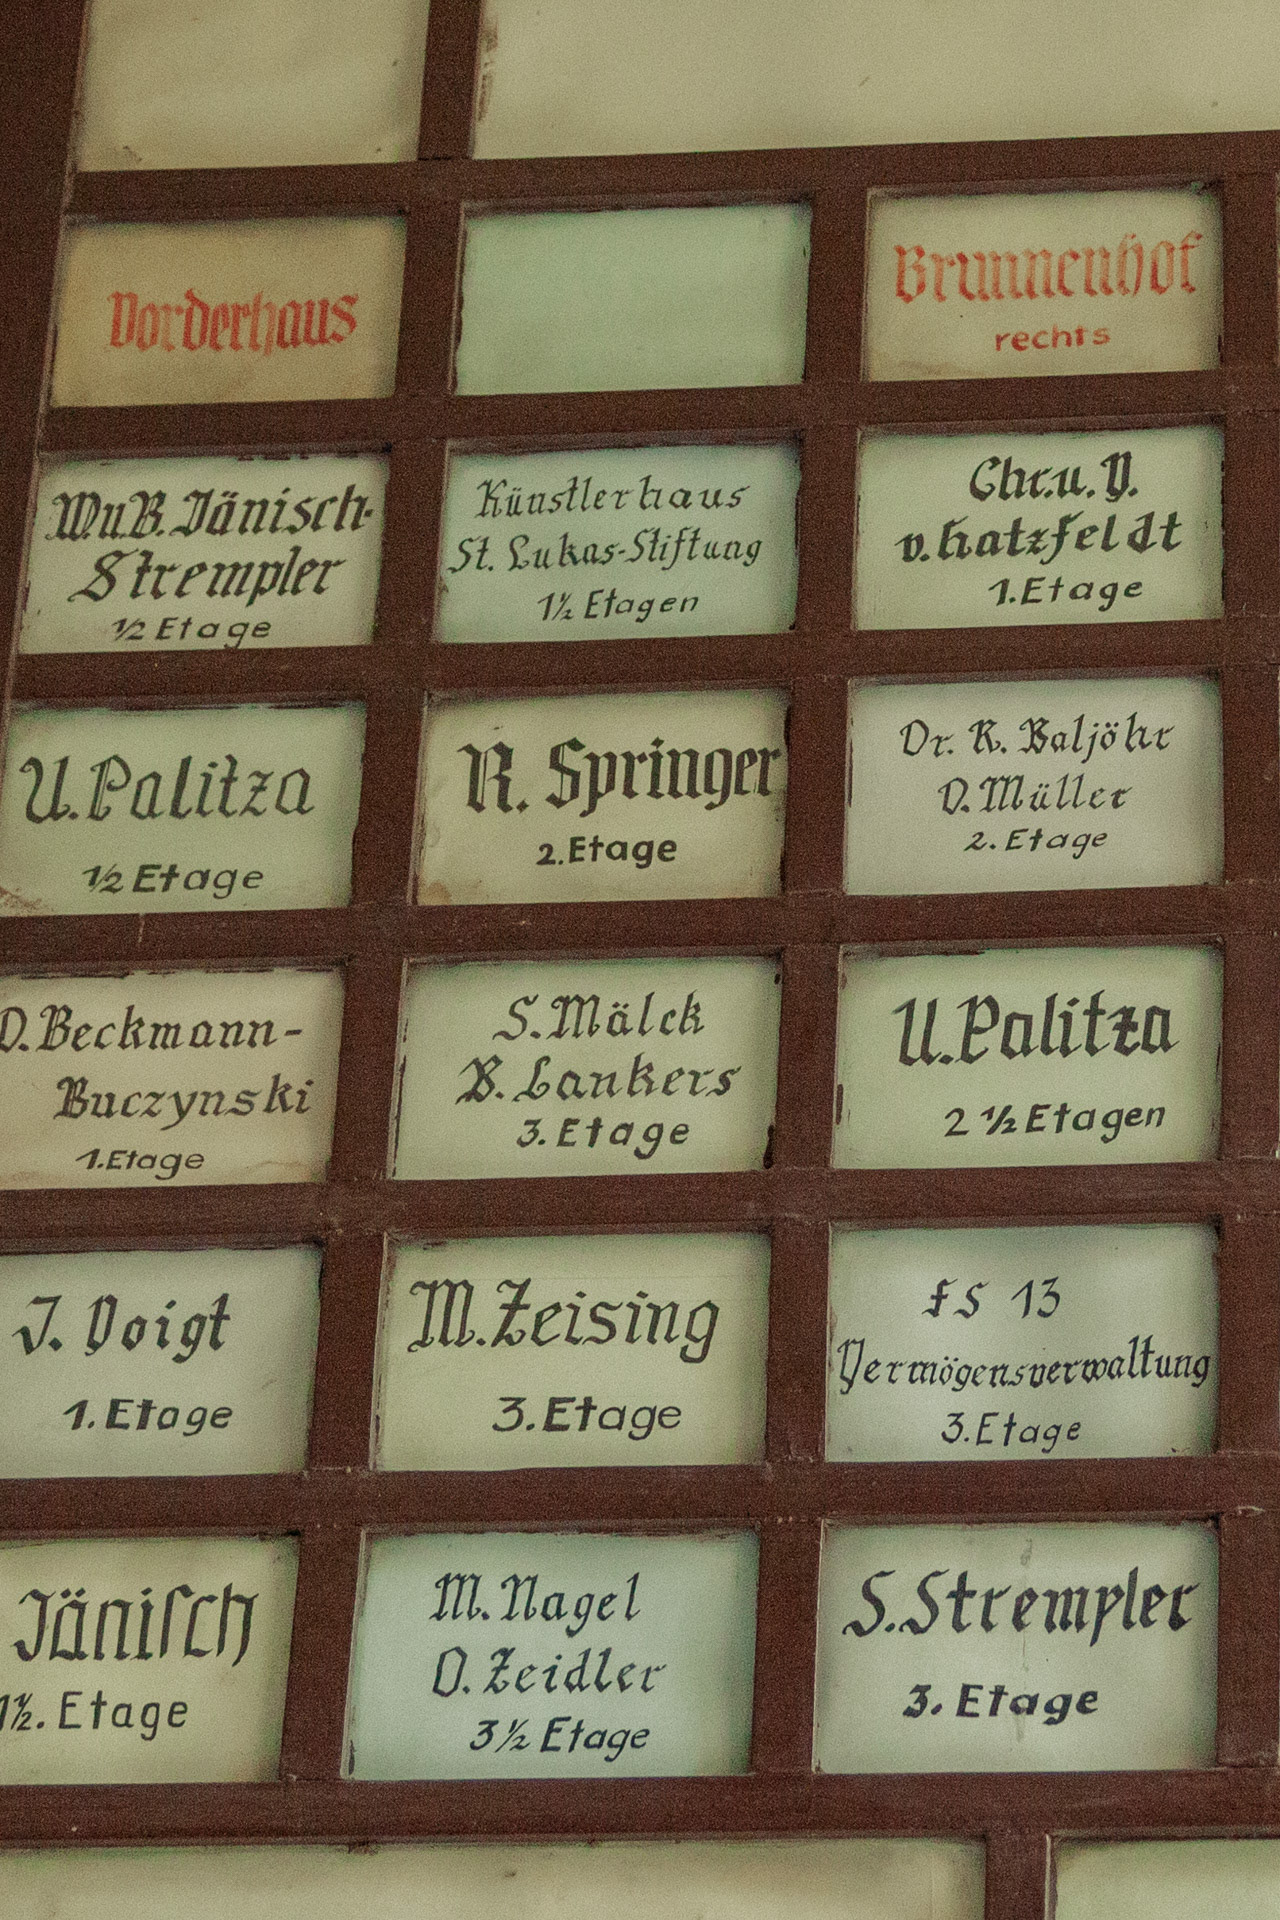 Vorderhaus
Brunnenhof
rechts
W.u.B. Jänisch-
Strempler
½ Etage
Künstlerhaus
St. Lukas-Stiftung
1½ Etagen
Chr.u. V.
v. Hatzfeldt
1. Etage
U. Palitza
½ Etage
R. Springer
2. Etage
Dr. R. Baljöhr
D. Müller
2. Etage
O. Beckmann-
Buczynski
1. Etage
S. Mälck
B. Lankers
3. Etage
U. Palitza
2 ½ Etagen
J. Voigt
1. Etage
M. Zeising
3. Etage
FS 13
Vermögensverwaltung
3. Etage
Jäniſch
1½. Etage
M. Nagel
O. Zeidler
3½ Etage
S. Strempler
3. Etage